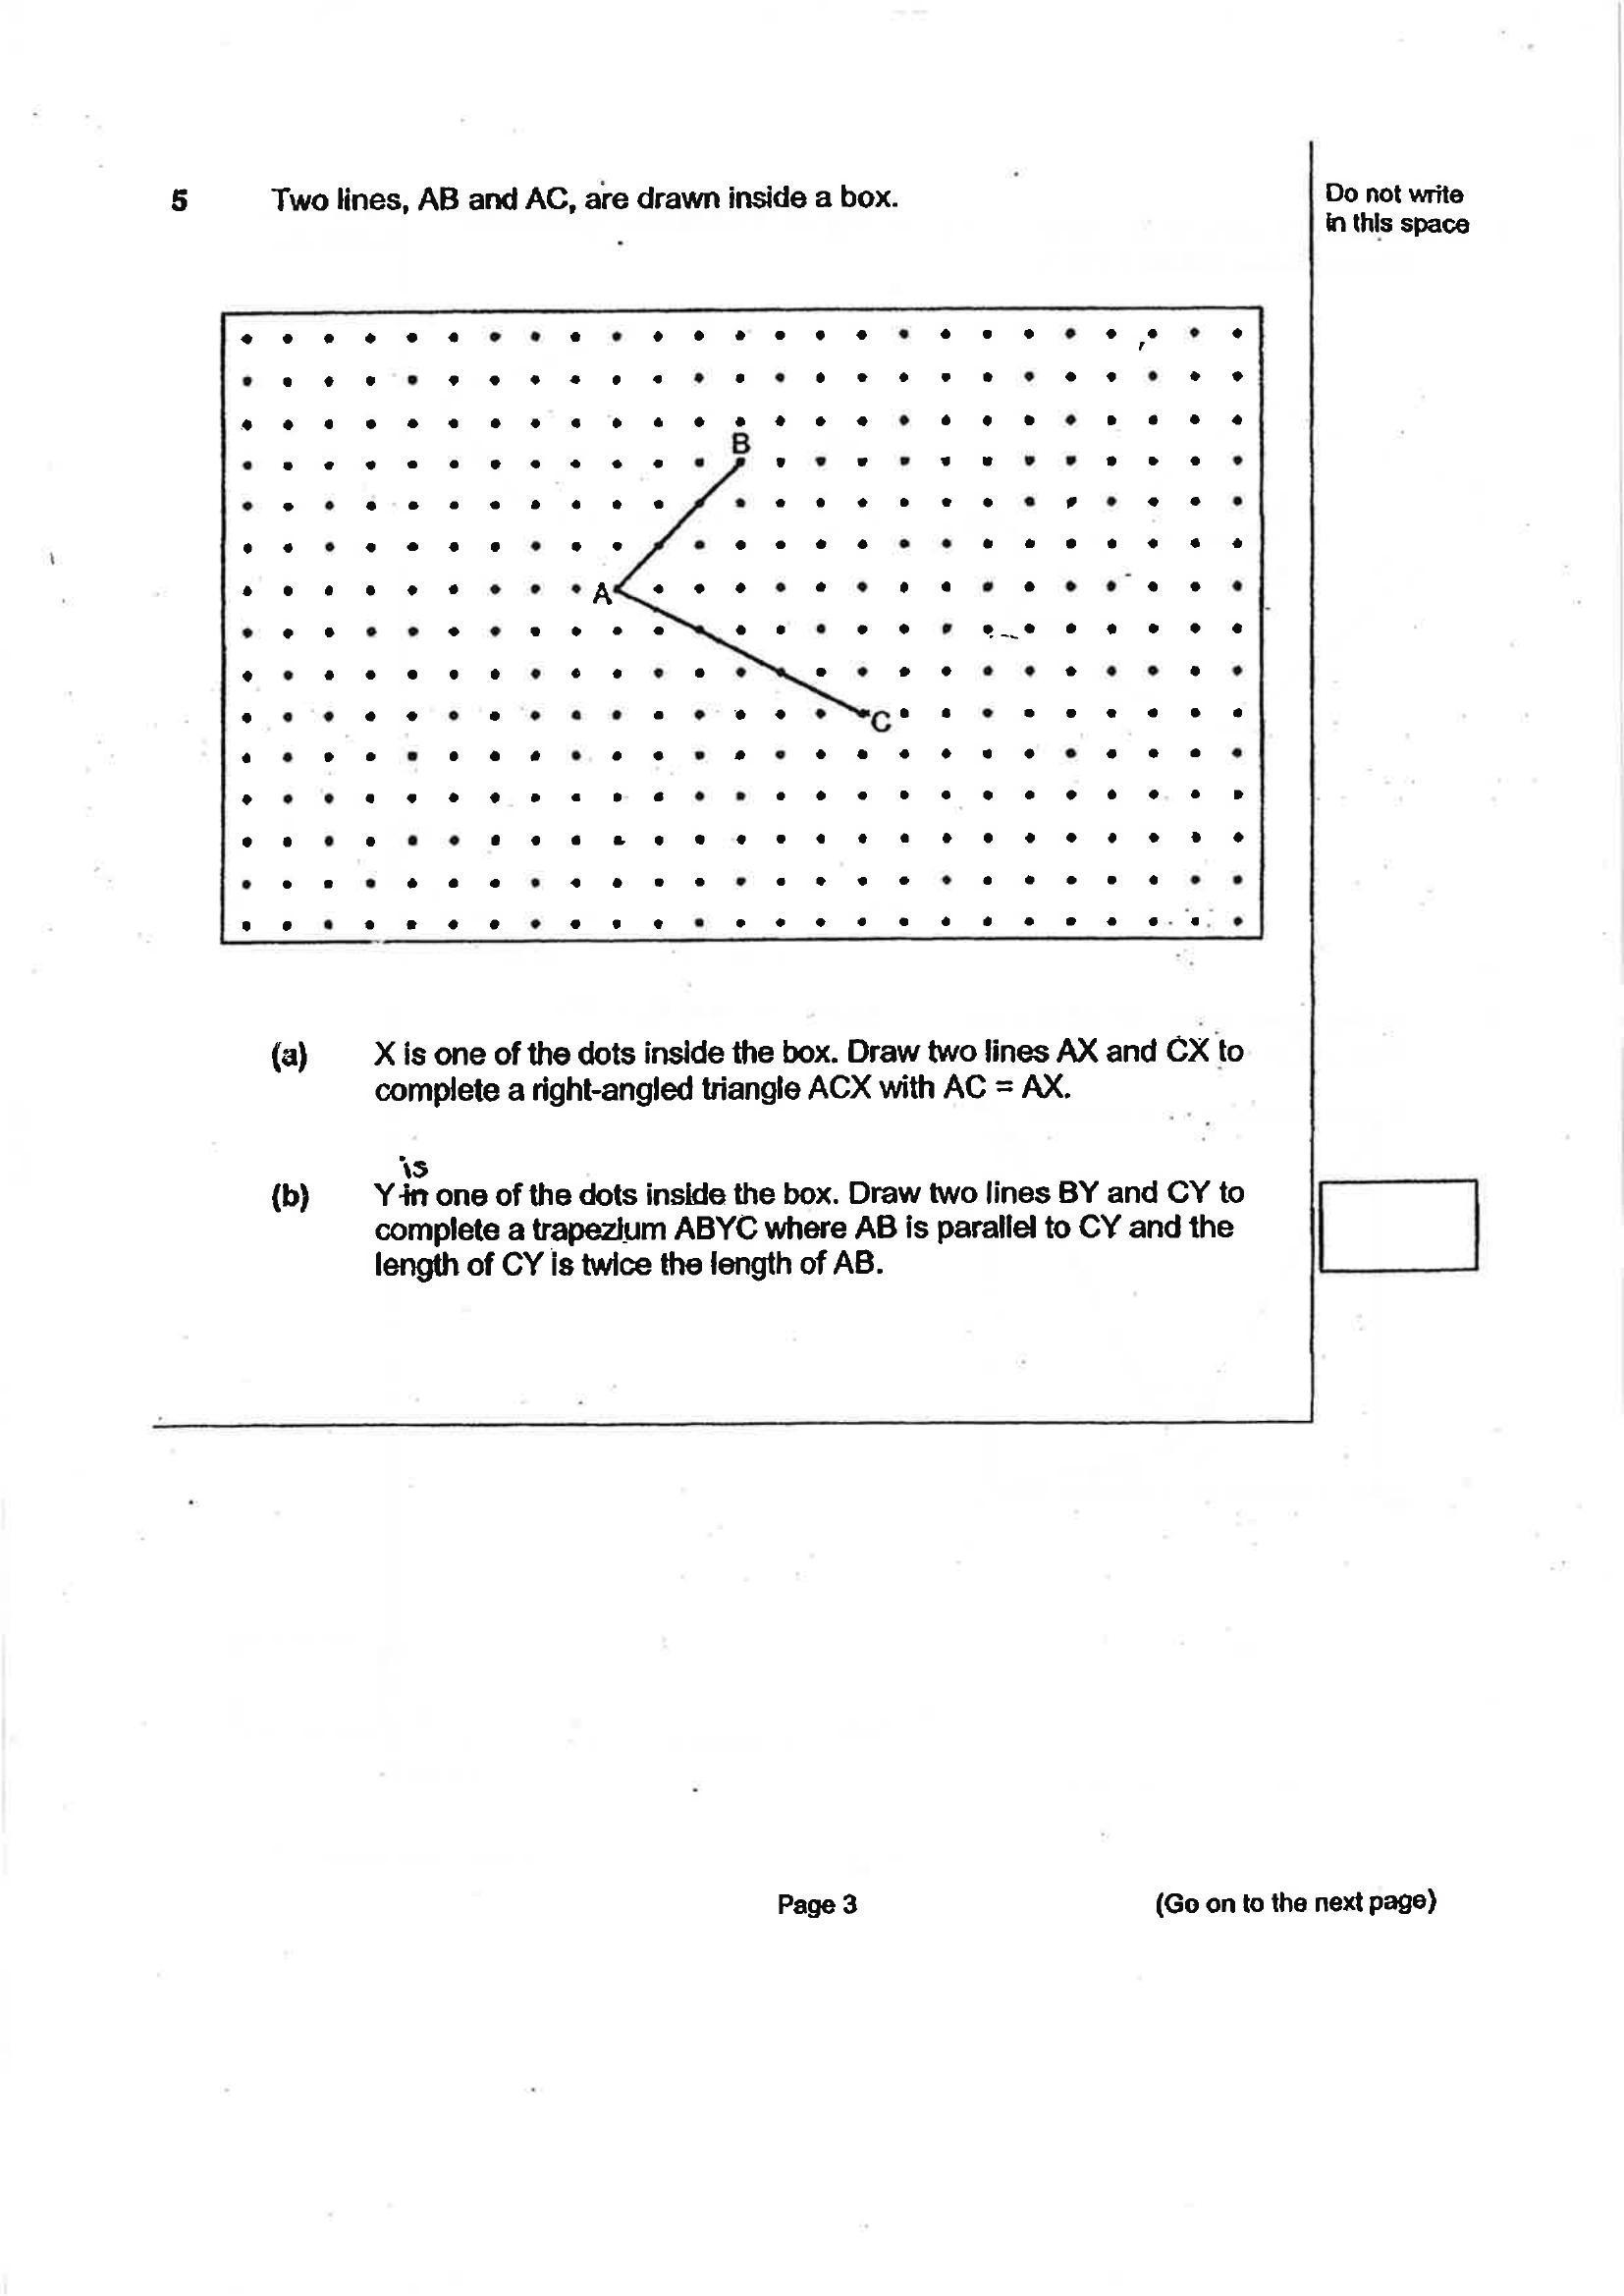 5 Two lines, AB and AC, are drawn inside a box.
Do not write
in this space
B
A
C
(a) X is one of the dots inside the box. Draw two lines AX and CX to
complete a right-angled triangle ACX with AC = AX.
is
(b) Y in one of the dots inside the box. Draw two lines BY and CY to
complete a trapezium ABYC where AB is parallel to CY and the
length of CY is twice the length of AB.
Page 3
(Go on to the next page)